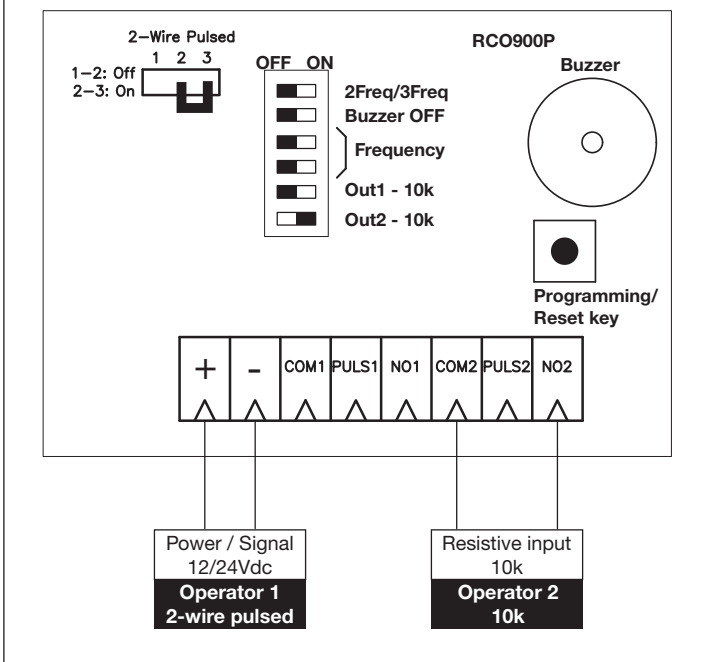 2-Wire Pulsed
1 2 3
1-2: Off
2-3: On
OFF ON
2Freq/3Freq
Buzzer OFF
Frequency
Out1 - 10k
Out2 - 10k
RCO900P
Buzzer
Programming/
Reset key
+ - COM1 PULS1 NO1 COM2 PULS2 NO2
Power / Signal
12/24Vdc
Operator 1
2-wire pulsed
Resistive input
10k
Operator 2
10k